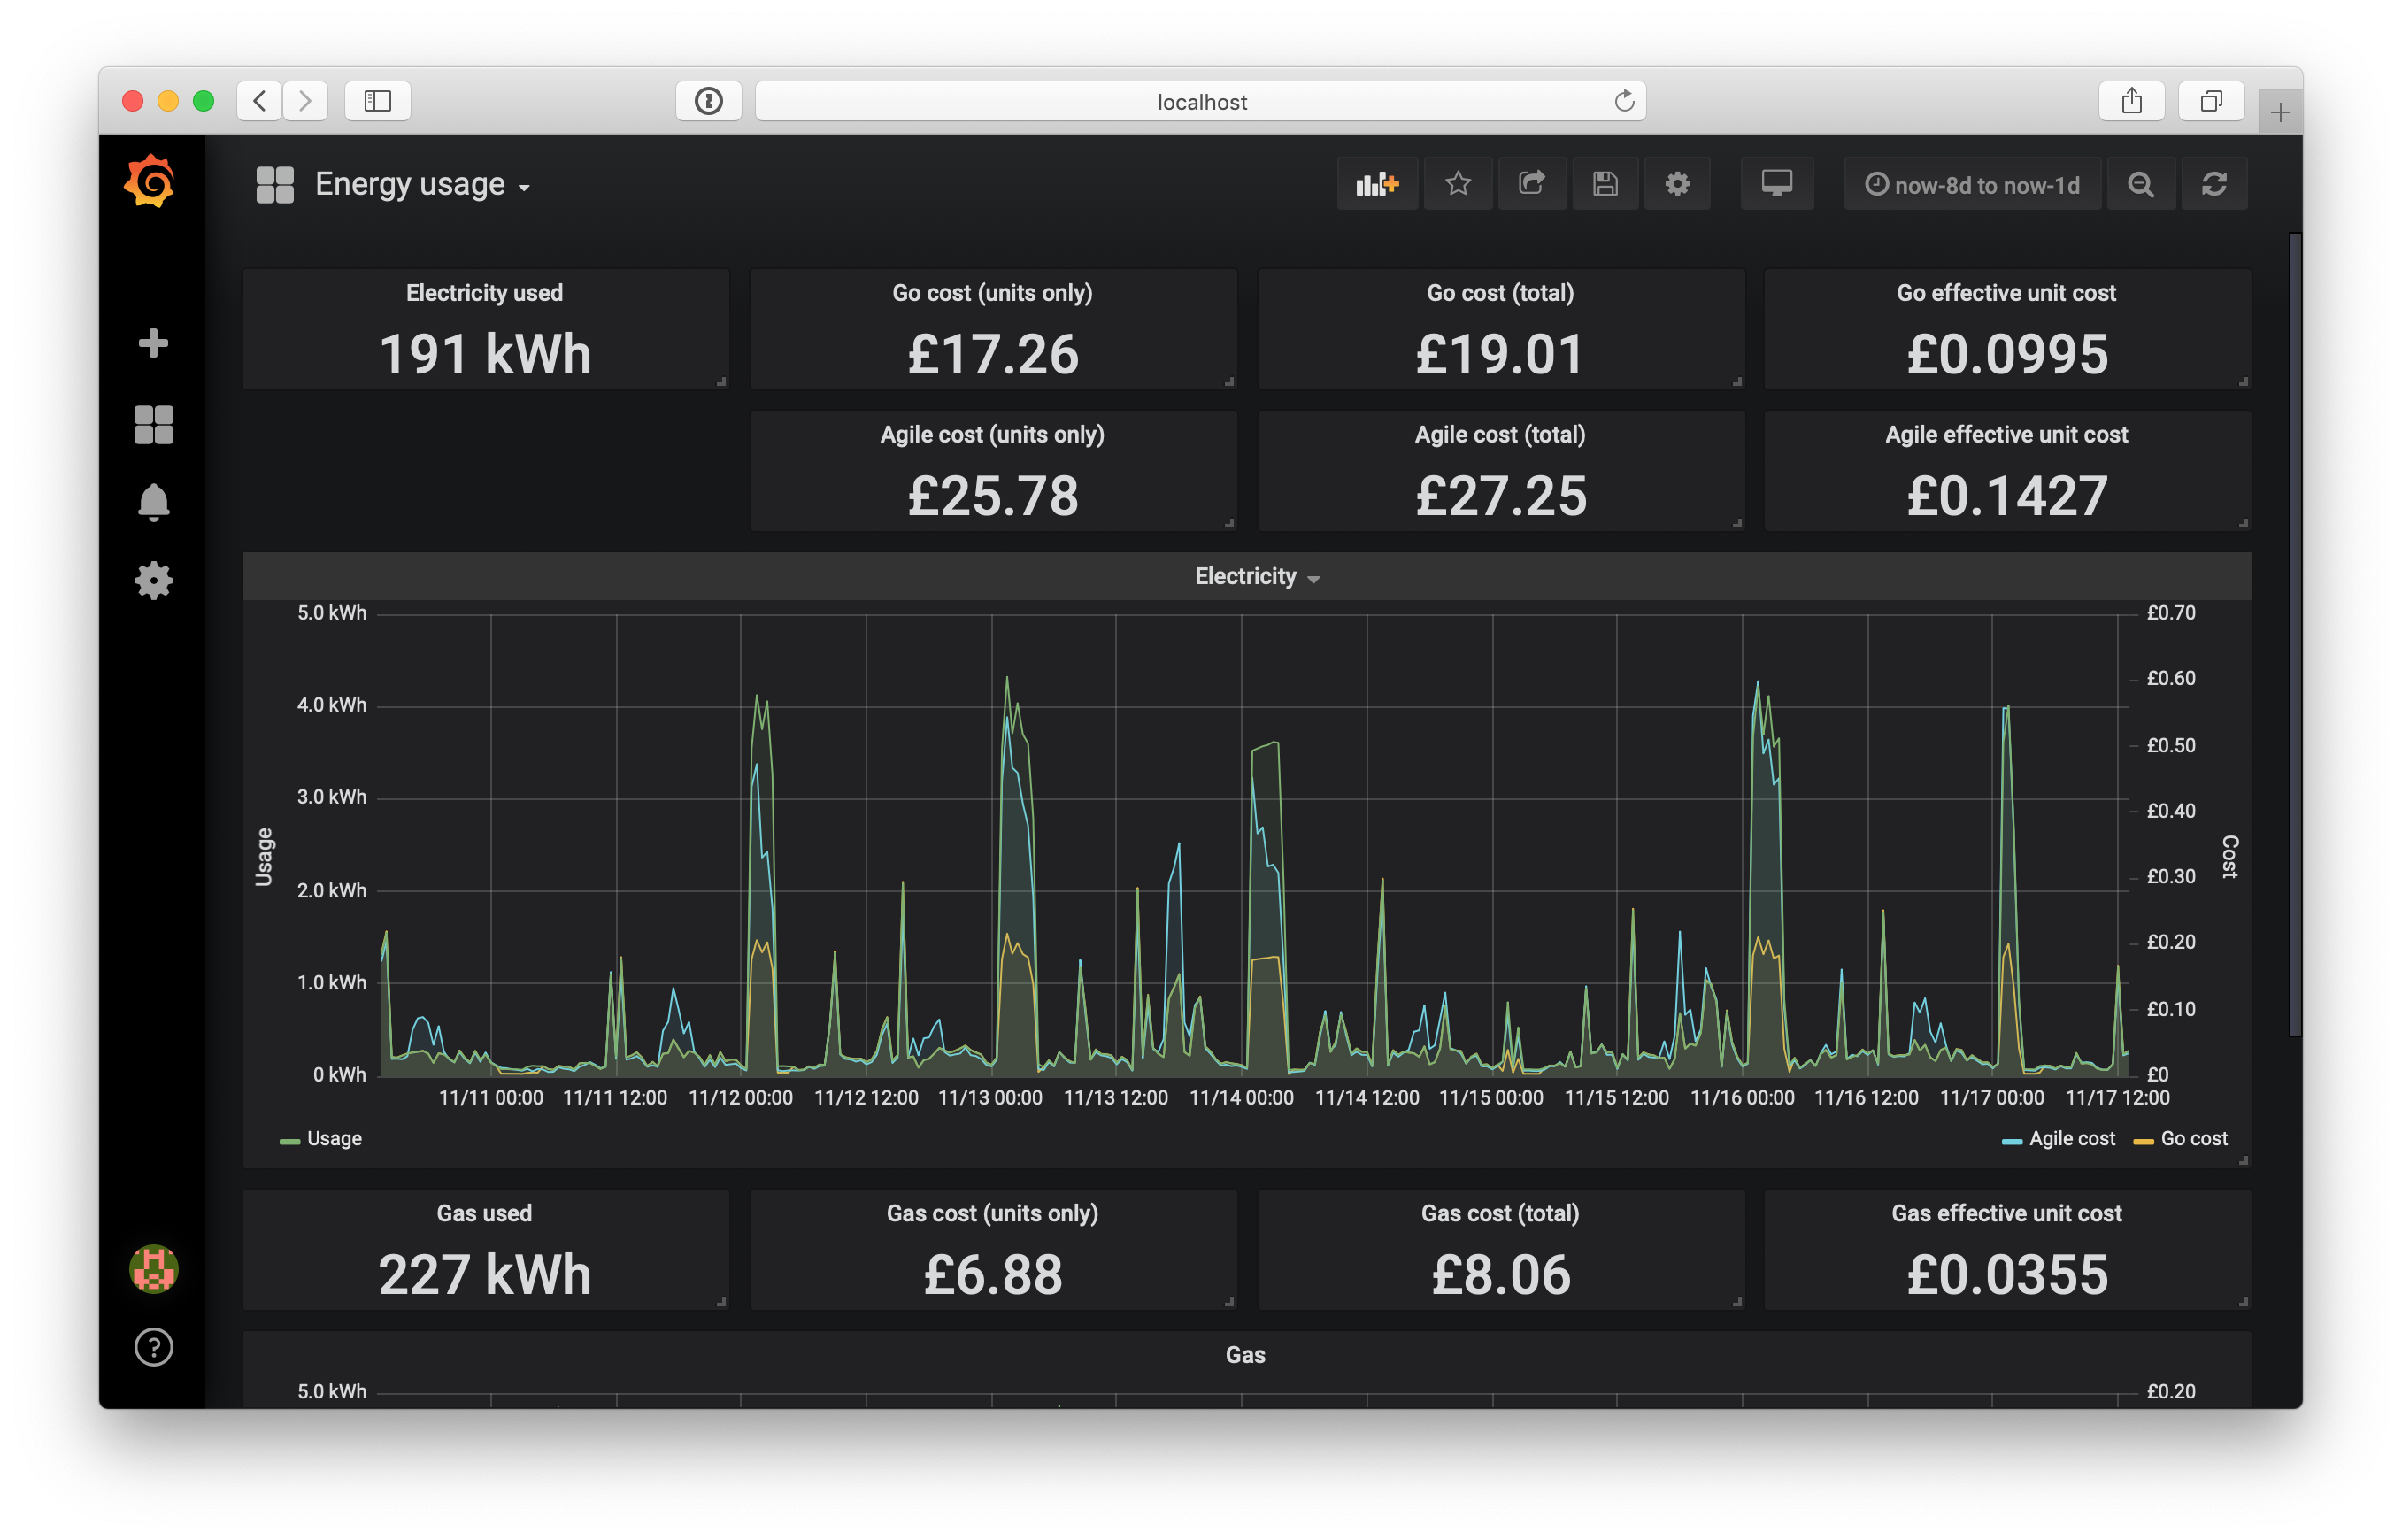 localhost
Energy usage
now-8d to now-1d
Electricity used
191 kWh
Go cost (units only)
£17.26
Go cost (total)
£19.01
Go effective unit cost
£0.0995
Agile cost (units only)
£25.78
Agile cost (total)
£27.25
Agile effective unit cost
£0.1427
Electricity
5.0 kWh
4.0 kWh
3.0 kWh
2.0 kWh
1.0 kWh
0 kWh
Usage
£0.70
£0.60
£0.50
£0.40
£0.30
£0.20
£0.10
£0
Cost
11/11 00:00 11/11 12:00 11/12 00:00 11/12 12:00 11/13 00:00 11/13 12:00 11/14 00:00 11/14 12:00 11/15 00:00 11/15 12:00 11/16 00:00 11/16 12:00 11/17 00:00 11/17 12:00
Usage
Agile cost Go cost
Gas used
227 kWh
Gas cost (units only)
£6.88
Gas cost (total)
£8.06
Gas effective unit cost
£0.0355
Gas
5.0 kWh
£0.20
?